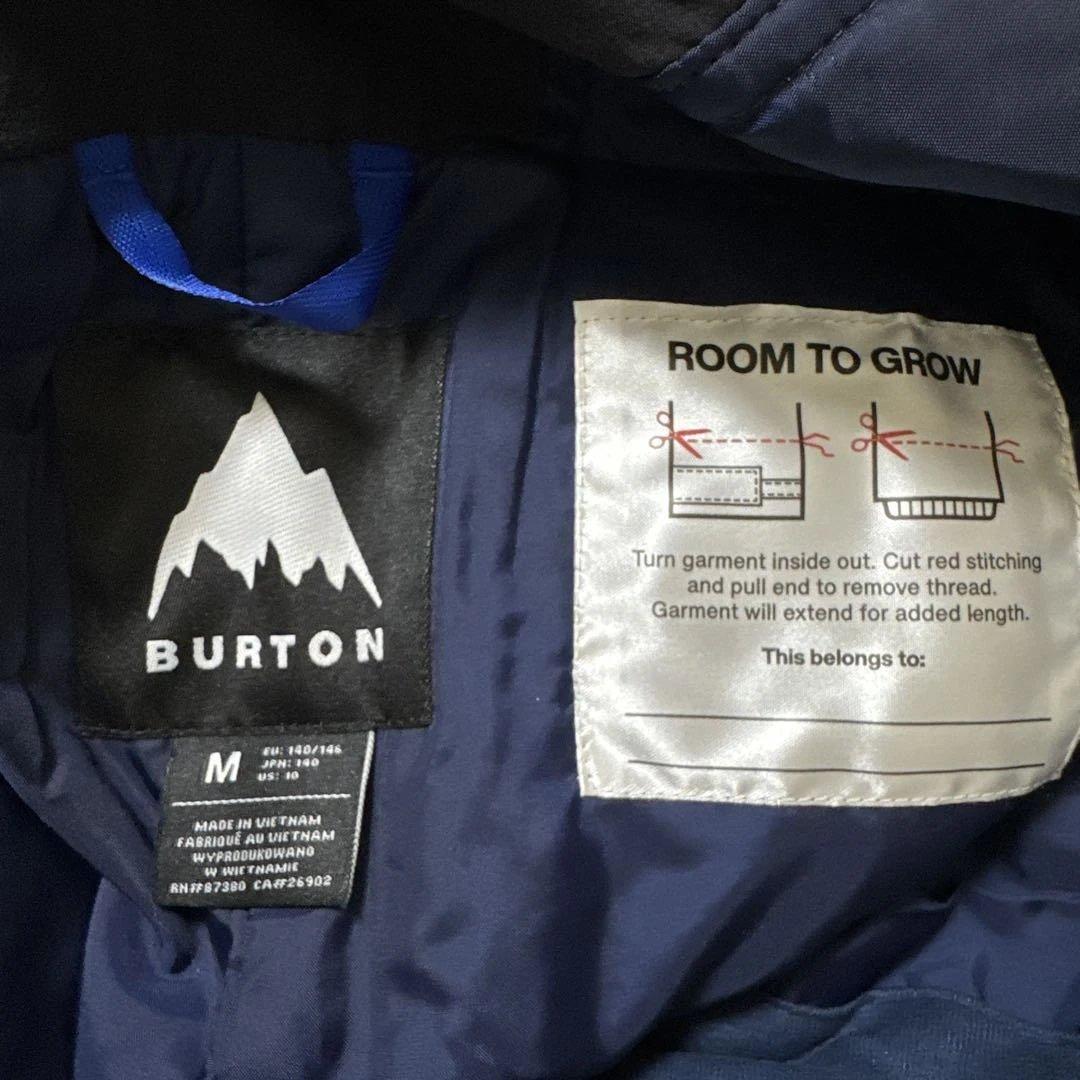 BURTON
M
EU: 140/146
JPN: 140
US: 10
MADE IN VIETNAM
FABRIQUÉ AU VIETNAM
WYPRODUKOWANO
W WIETNAMIE
RN#87380 CA#26902
ROOM TO GROW
Turn garment inside out. Cut red stitching
and pull end to remove thread.
Garment will extend for added length.
This belongs to: